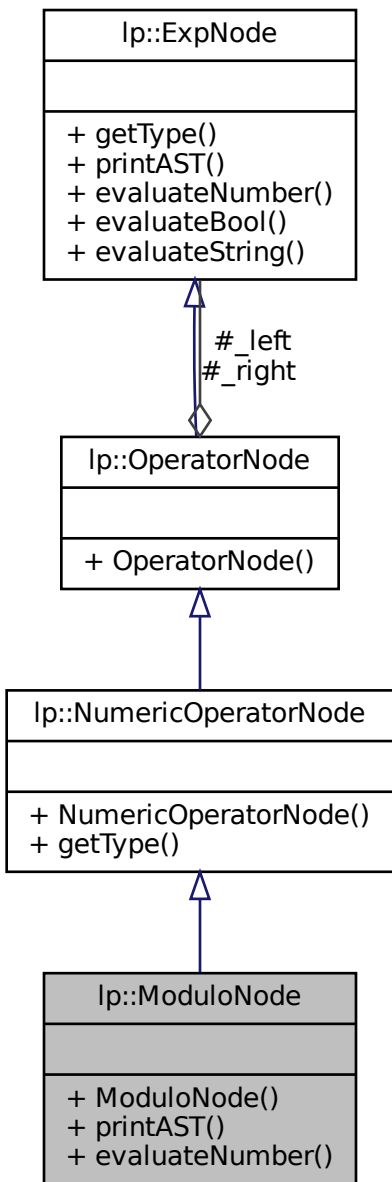 lp::ExpNode
+ getType()
+ printAST()
+ evaluateNumber()
+ evaluateBool()
+ evaluateString()
#_left
#_right
lp::OperatorNode
+ OperatorNode()
lp::NumericOperatorNode
+ NumericOperatorNode()
+ getType()
lp::ModuloNode
+ ModuloNode()
+ printAST()
+ evaluateNumber()